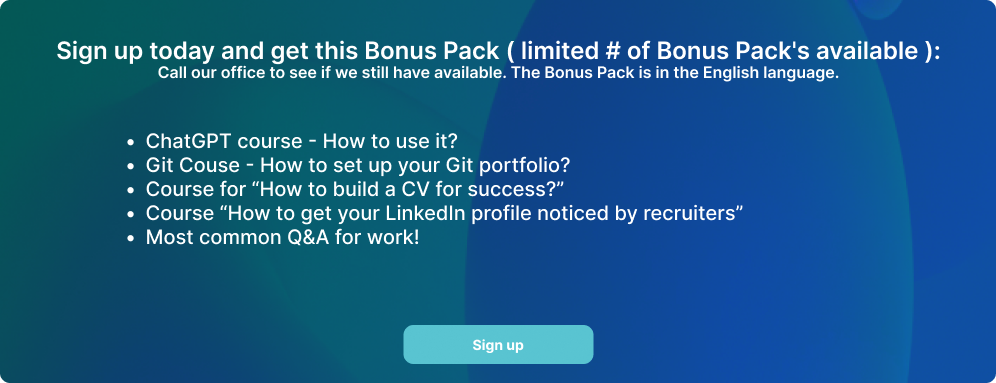 Sign up today and get this Bonus Pack ( limited # of Bonus Pack's available ):
Call our office to see if we still have available. The Bonus Pack is in the English language.
• ChatGPT course - How to use it?
• Git Couse - How to set up your Git portfolio?
• Course for “How to build a CV for success?”
• Course “How to get your LinkedIn profile noticed by recruiters”
• Most common Q&A for work!
Sign up